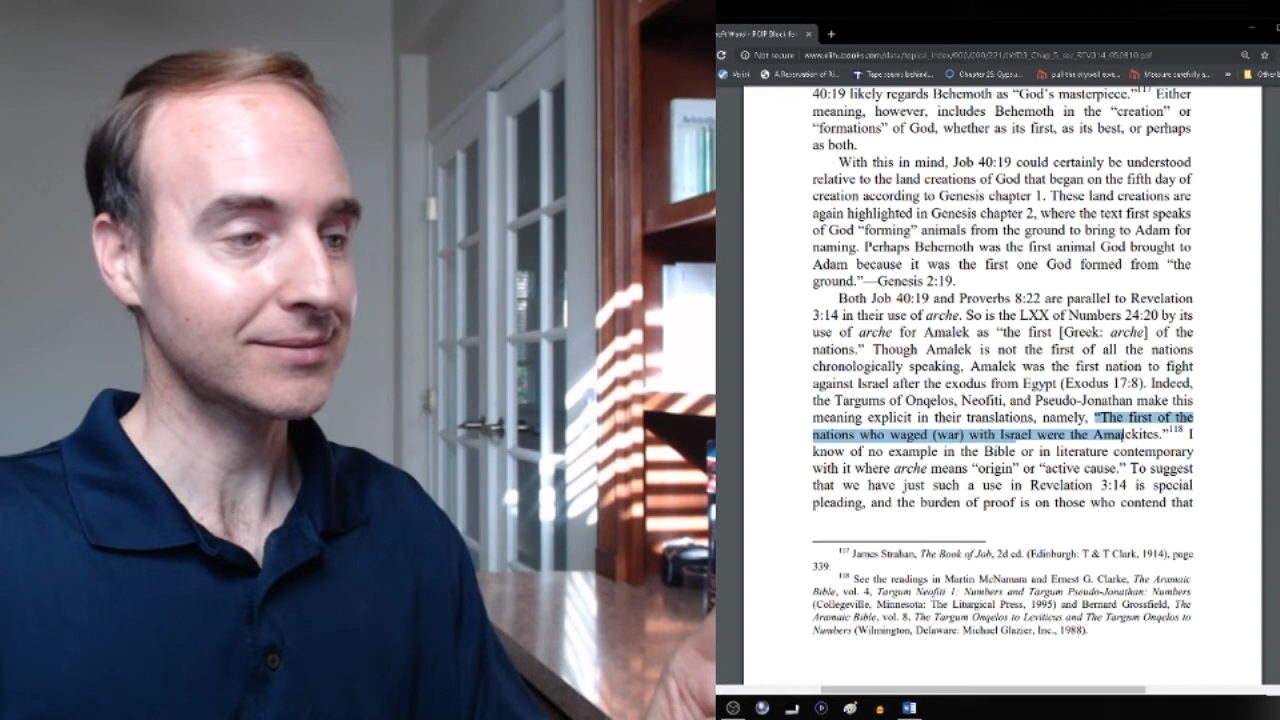 Not secure
40:19 likely regards Behemoth as “God’s masterpiece.”117 Either
meaning, however, includes Behemoth in the “creation” or
“formations” of God, whether as its first, as its best, or perhaps
as both.
With this in mind, Job 40:19 could certainly be understood
relative to the land creations of God that began on the fifth day of
creation according to Genesis chapter 1. These land creations are
again highlighted in Genesis chapter 2, where the text first speaks
of God “forming” animals from the ground to bring to Adam for
naming. Perhaps Behemoth was the first animal God brought to
Adam because it was the first one God formed from “the
ground.”—Genesis 2:19.
Both Job 40:19 and Proverbs 8:22 are parallel to Revelation
3:14 in their use of arche. So is the LXX of Numbers 24:20 by its
use of arche for Amalek as “the first [Greek: arche] of the
nations.” Though Amalek is not the first of all the nations
chronologically speaking, Amalek was the first nation to fight
against Israel after the exodus from Egypt (Exodus 17:8). Indeed,
the Targums of Onqelos, Neofiti, and Pseudo-Jonathan make this
meaning explicit in their translations, namely, “The first of the
nations who waged (war) with Israel were the Amalekites.”118 I
know of no example in the Bible or in literature contemporary
with it where arche means “origin” or “active cause.” To suggest
that we have just such a use in Revelation 3:14 is special
pleading, and the burden of proof is on those who contend that
117 James Strahan, The Book of Job, 2d ed. (Edinburgh: T & T Clark, 1914), page
339.
118 See the readings in Martin McNamara and Ernest G. Clarke, The Aramaic
Bible, vol. 4, Targum Neofiti 1: Numbers and Targum Pseudo-Jonathan: Numbers
(Collegeville, Minnesota: The Liturgical Press, 1995) and Bernard Grossfield, The
Aramaic Bible, vol. 8, The Targum Onqelos to Leviticus and The Targum Onqelos to
Numbers (Wilmington, Delaware: Michael Glazier, Inc., 1988).